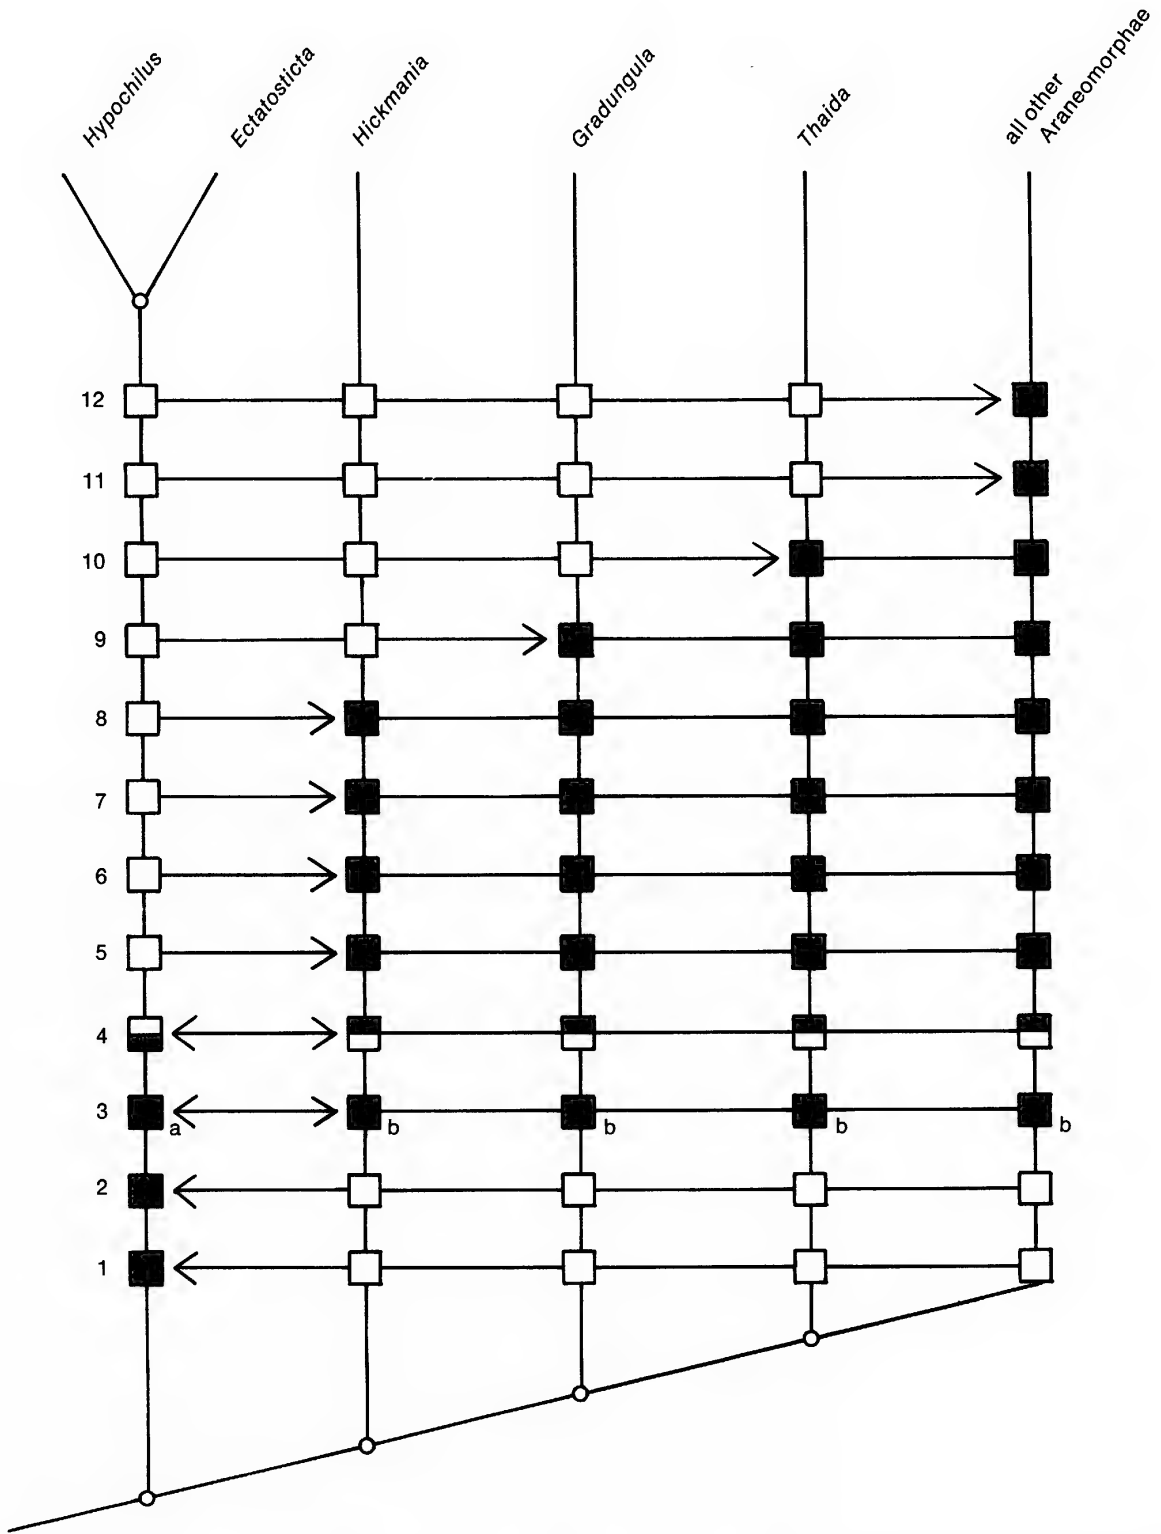 Hypochilus
Ectatosticta
Hickmania
Gradungula
Thaida
all other
Araneomorphae
12
11
10
9
8
7
6
5
4
3
a
b
b
b
b
2
1